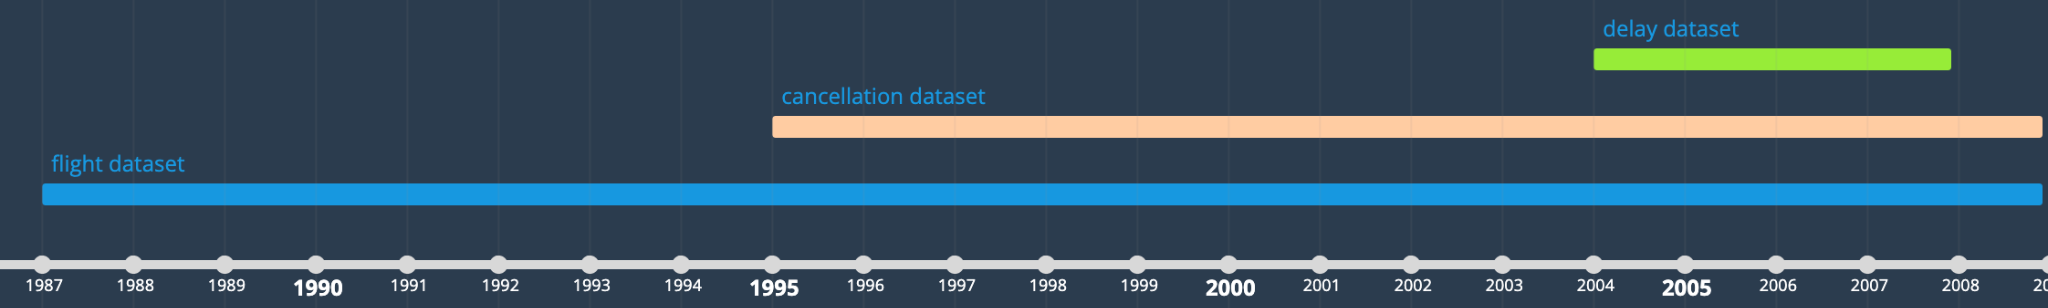 delay dataset
cancellation dataset
flight dataset
1987 1988 1989 1990 1991 1992 1993 1994 1995 1996 1997 1998 1999 2000 2001 2002 2003 2004 2005 2006 2007 2008